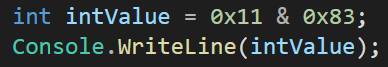 int intValue = 0x11 & 0x83;
Console.WriteLine(intValue);